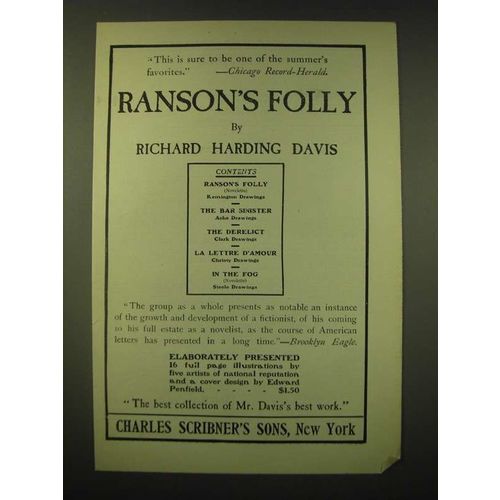 "This is sure to be one of the summer's
favorites." —Chicago Record-Herald.
RANSON'S FOLLY
By
RICHARD HARDING DAVIS
CONTENTS
RANSON'S FOLLY
(Novelette)
Remington Drawings
THE BAR SINISTER
Ashe Drawings
THE DERELICT
Clark Drawings
LA LETTRE D'AMOUR
Christy Drawings
IN THE FOG
(Novelette)
Steele Drawings
"The group as a whole presents as notable an instance
of the growth and development of a fictionist, of his coming
to his full estate as a novelist, as the course of American
letters has presented in a long time."—Brooklyn Eagle.
ELABORATELY PRESENTED
16 full page illustrations by
five artists of national reputation
and a cover design by Edward
Penfield. - - - - $1.50
"The best collection of Mr. Davis's best work."
CHARLES SCRIBNER'S SONS, New York